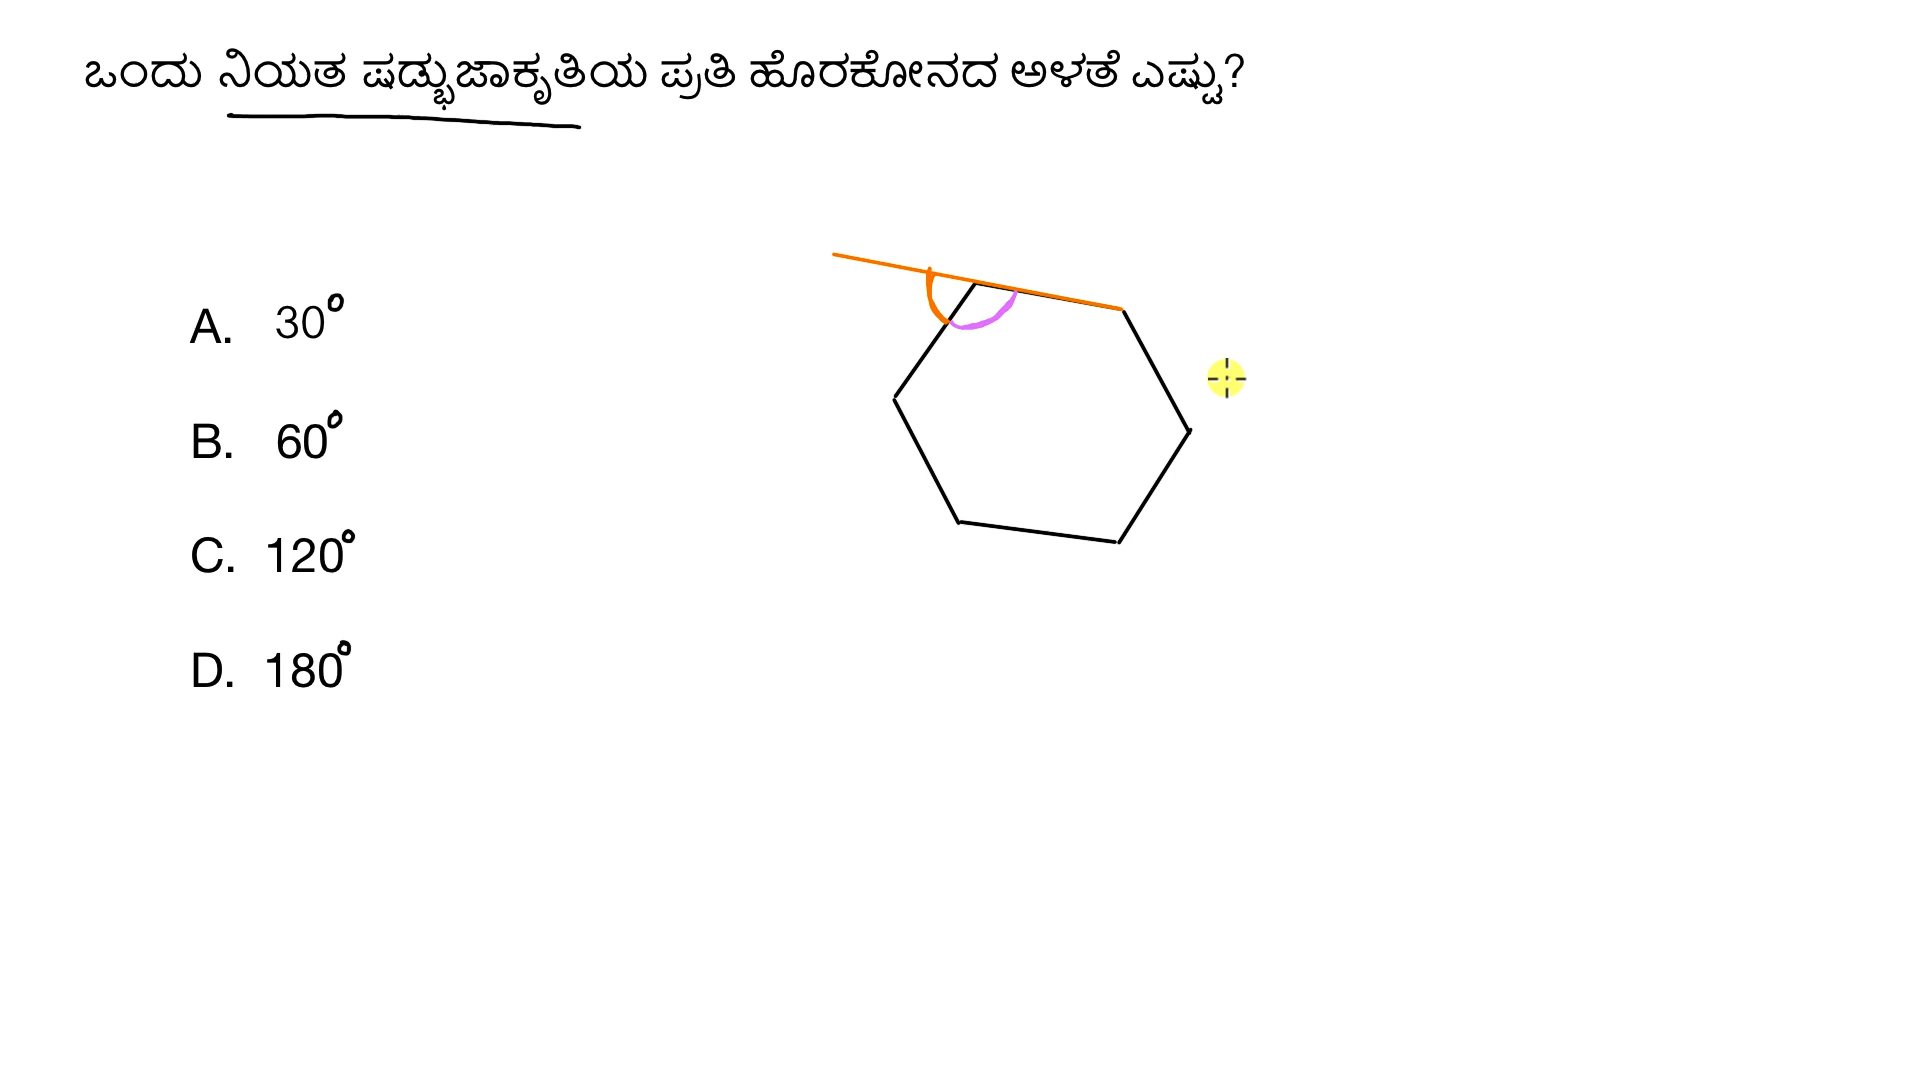 ಒಂದು ನಿಯತ ಷಡ್ಭುಜಾಕೃತಿಯ ಪ್ರತಿ ಹೊರಕೋನದ ಅಳತೆ ಎಷ್ಟು?
A. 30°
B. 60°
C. 120°
D. 180°